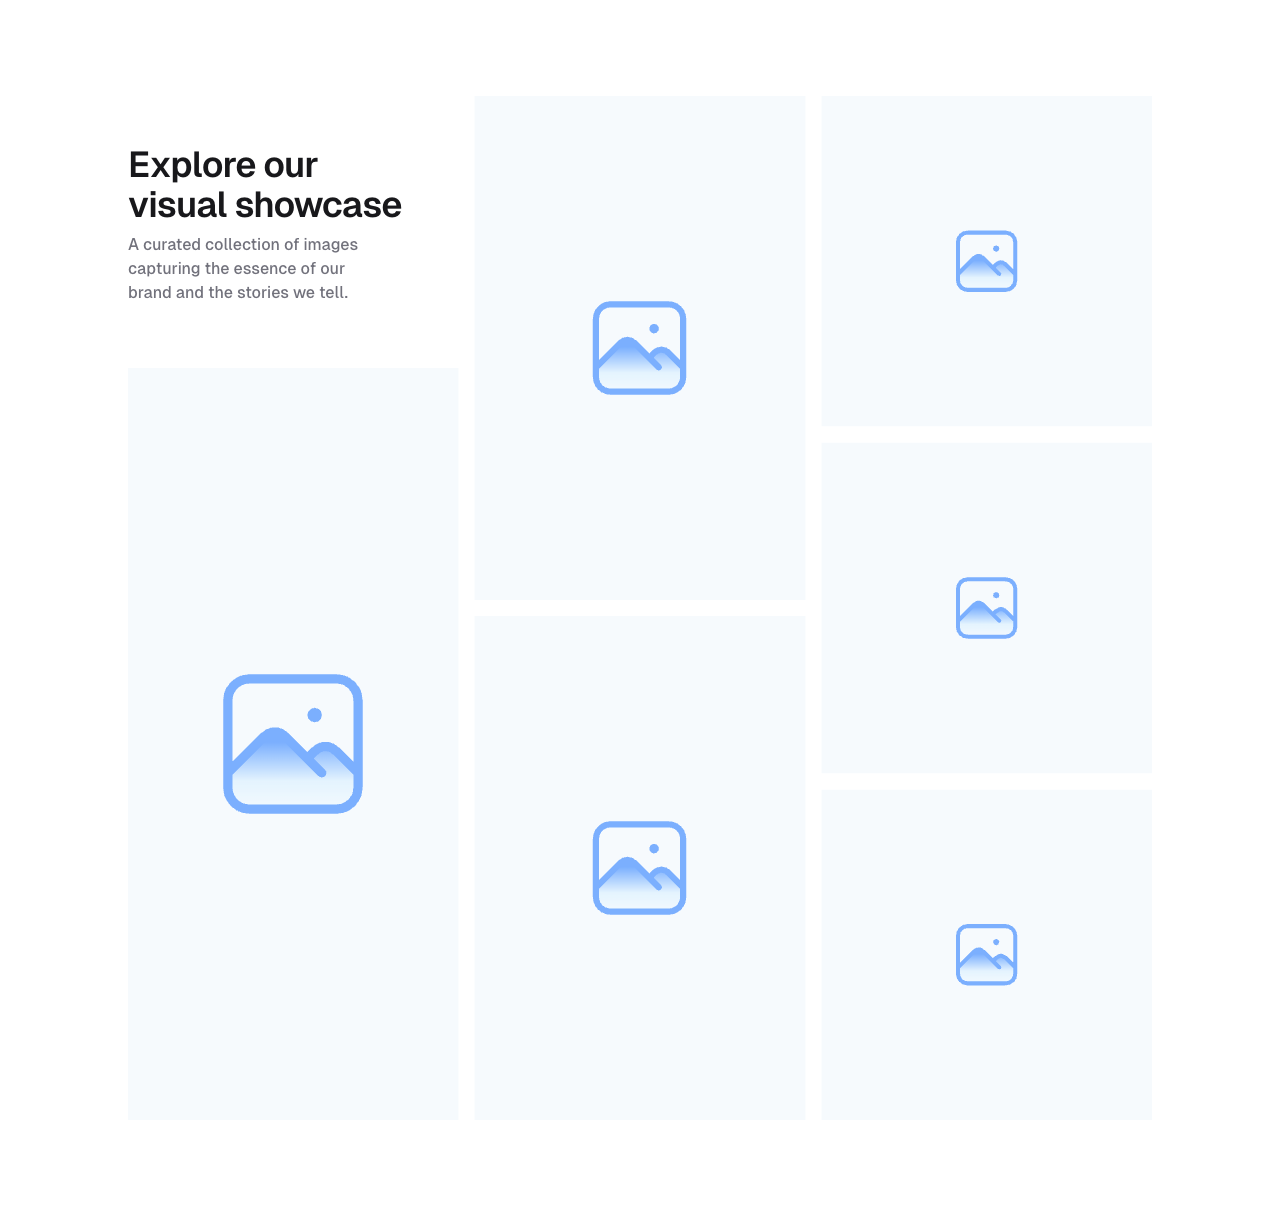 Explore our
visual showcase
A curated collection of images
capturing the essence of our
brand and the stories we tell.